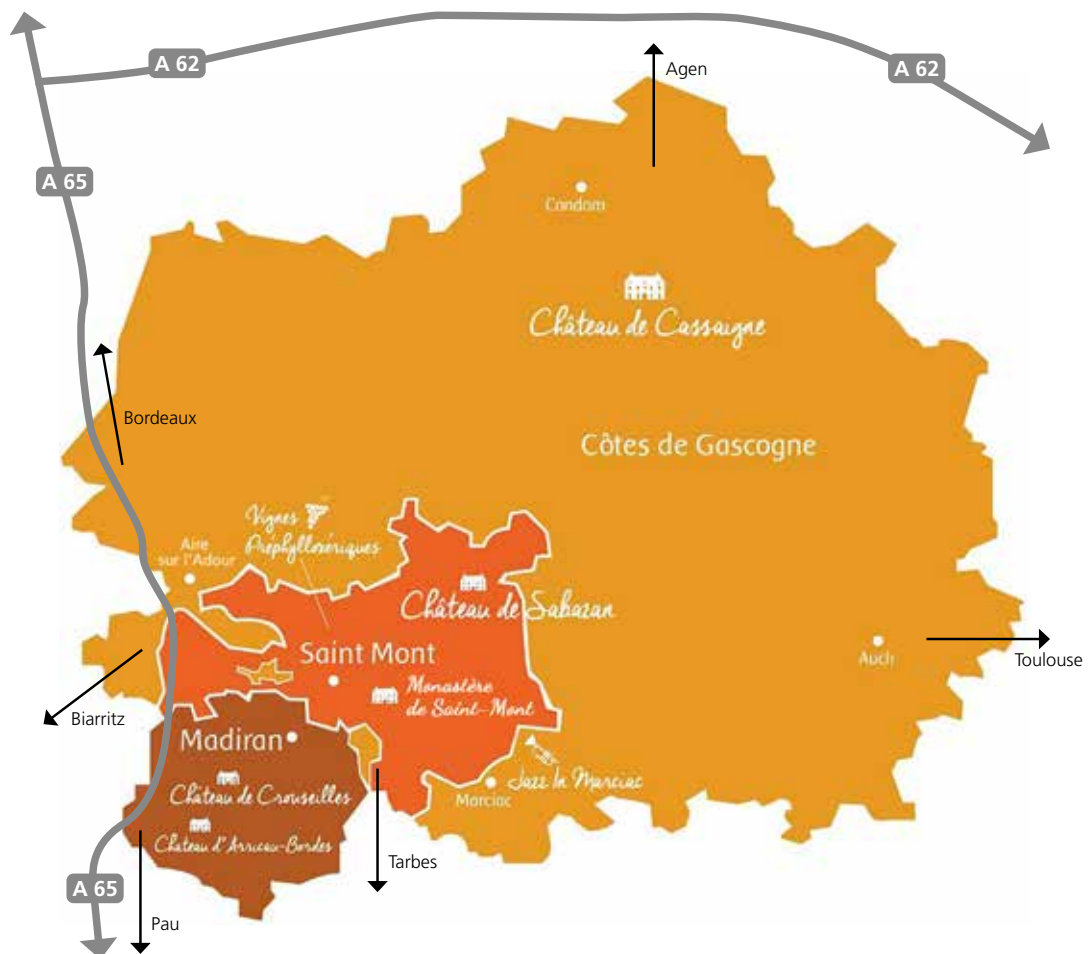 A 62
Agen
A 62
A 65
Condom
Château de Cassaigne
Bordeaux
Côtes de Gascogne
Vignes
Préphylloxériques
Aire
sur l'Adour
Château de Sabazan
Saint Mont
Auch
Toulouse
Monastère
de Saint-Mont
Biarritz
Madiran
Jazz In Marciac
Château de Crouseilles
Marciac
Château d'Arricau-Bordes
Tarbes
A 65
Pau